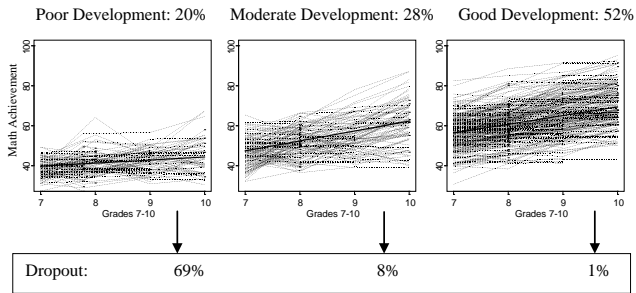 Poor Development: 20% Moderate Development: 28% Good Development: 52%
Math Achievement
40 60 80 100
7 8 9 10
Grades 7-10
40 60 80 100
7 8 9 10
Grades 7-10
40 60 80 100
7 8 9 10
Grades 7-10
Dropout: 69% 8% 1%